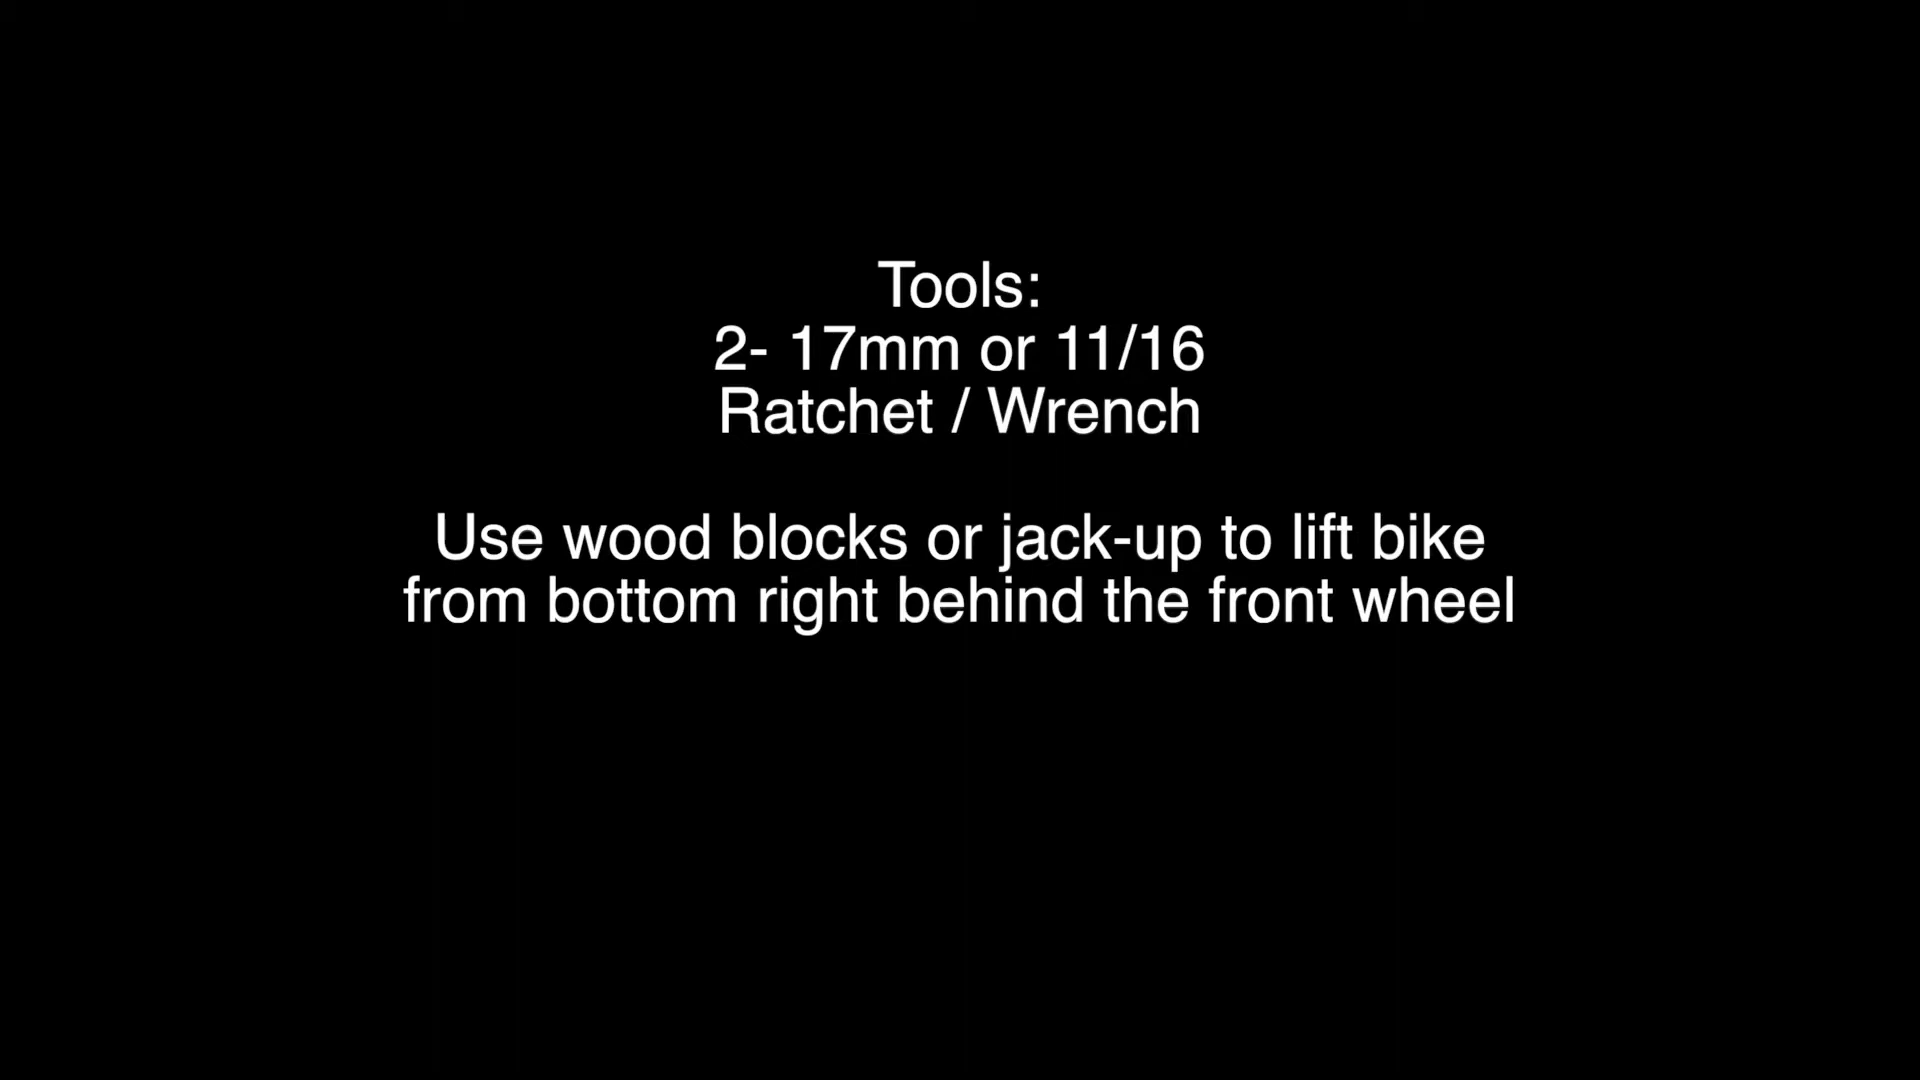 Tools:
2- 17mm or 11/16
Ratchet / Wrench
Use wood blocks or jack-up to lift bike
from bottom right behind the front wheel